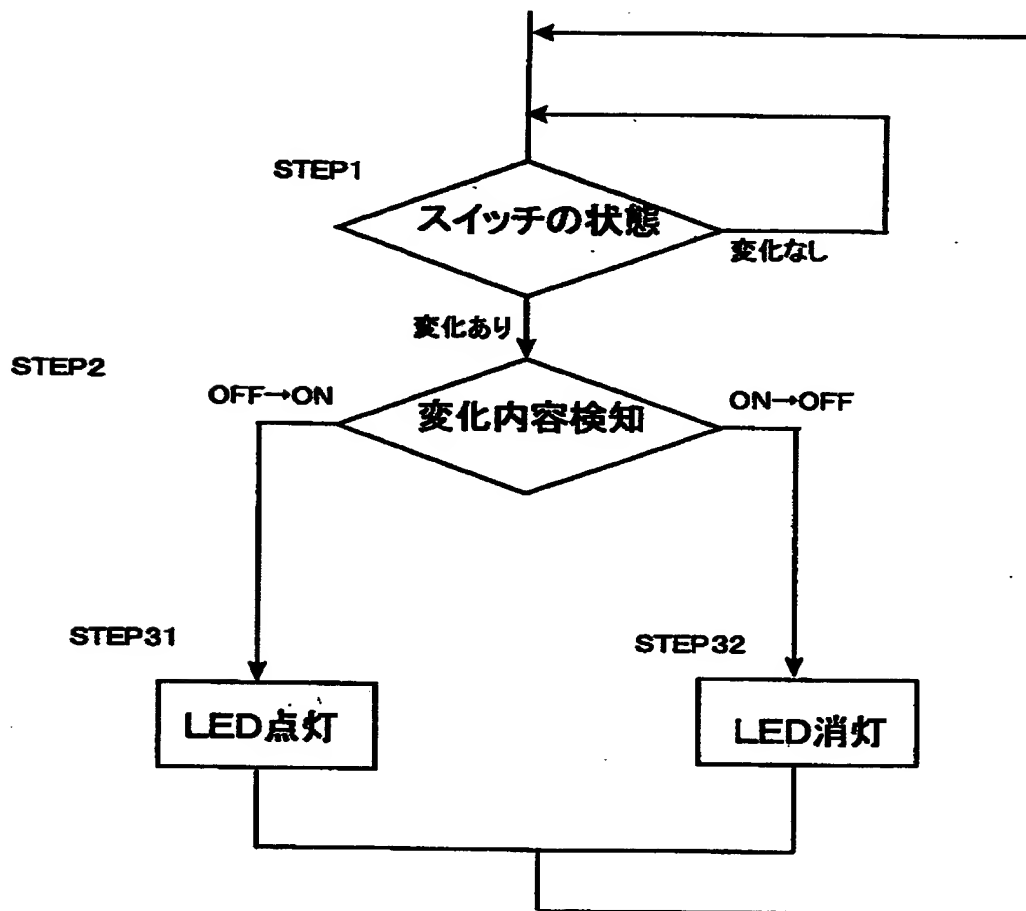 STEP1
スイッチの状態
変化なし
変化あり
STEP2
OFF→ON
変化内容検知
ON→OFF
STEP31
STEP32
LED点灯
LED消灯